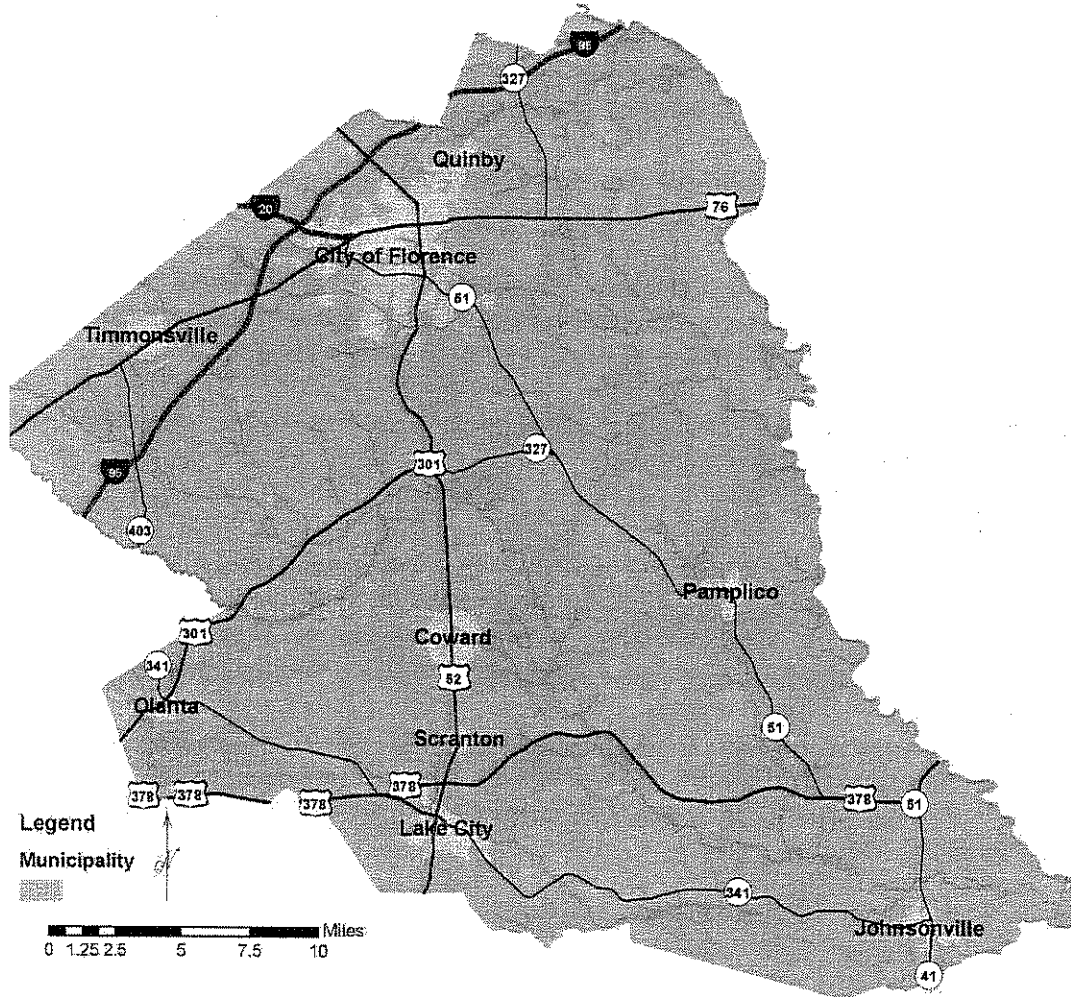 95
327
Quinby
20
76
City of Florence
51
Timmonsville
327
301
95
403
Pamplico
301
Coward
341
52
Olanta
51
Scranton
378
378
378
378
378
51
Legend
Lake City
Municipality
341
Miles
0 1.25 2.5 5 7.5 10
Johnsonville
41